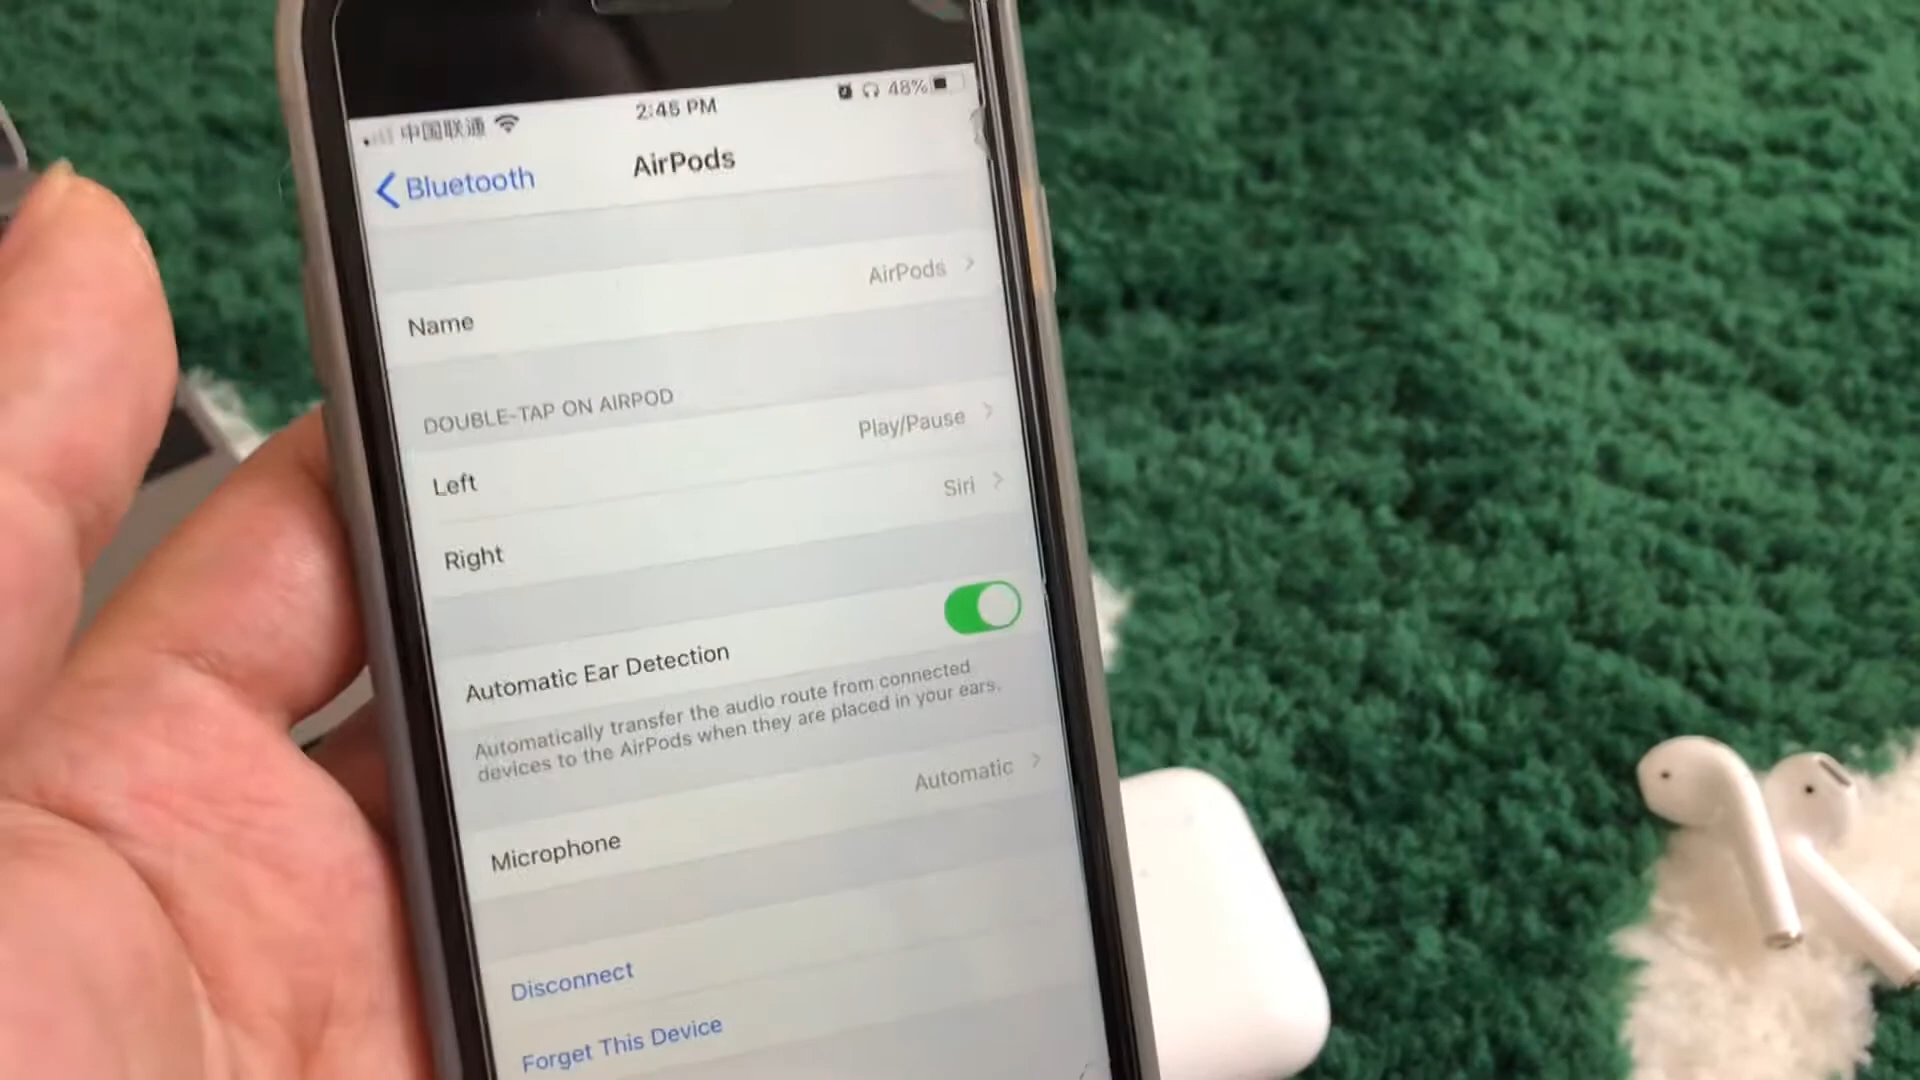 中国联通 2:45 PM 48%
Bluetooth AirPods
Name AirPods
DOUBLE-TAP ON AIRPOD
Left Play/Pause
Right Siri
Automatic Ear Detection
Automatically transfer the audio route from connected
devices to the AirPods when they are placed in your ears.
Microphone Automatic
Disconnect
Forget This Device